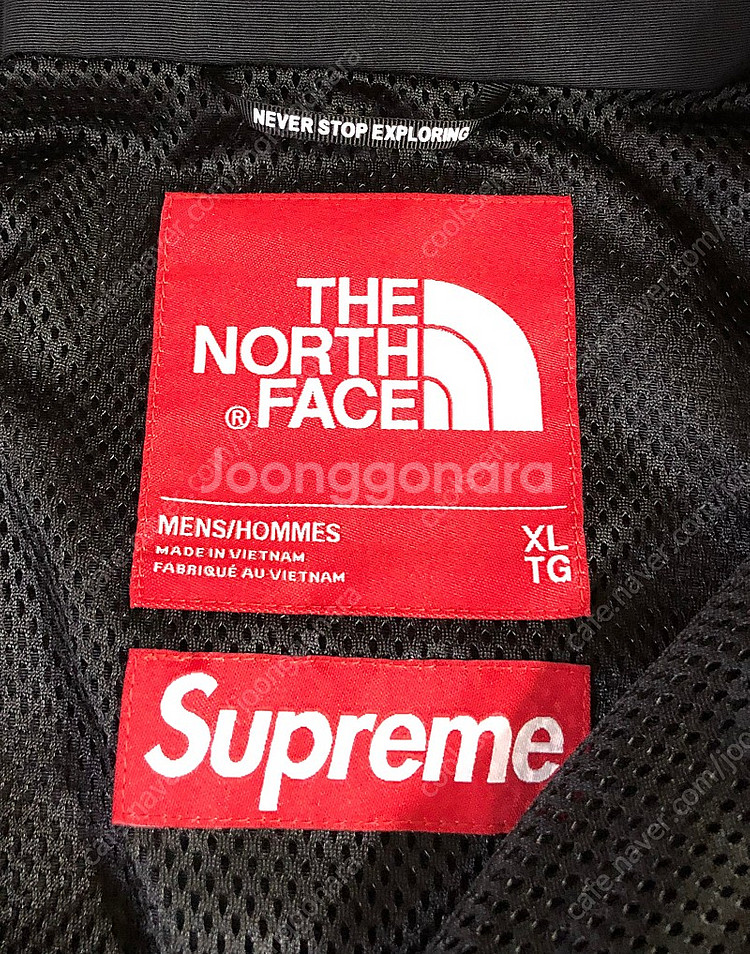 NEVER STOP EXPLORING
THE
NORTH
® FACE
Joonggonara
MENS/HOMMES
MADE IN VIETNAM
FABRIQUÉ AU VIETNAM
XL
TG
Supreme